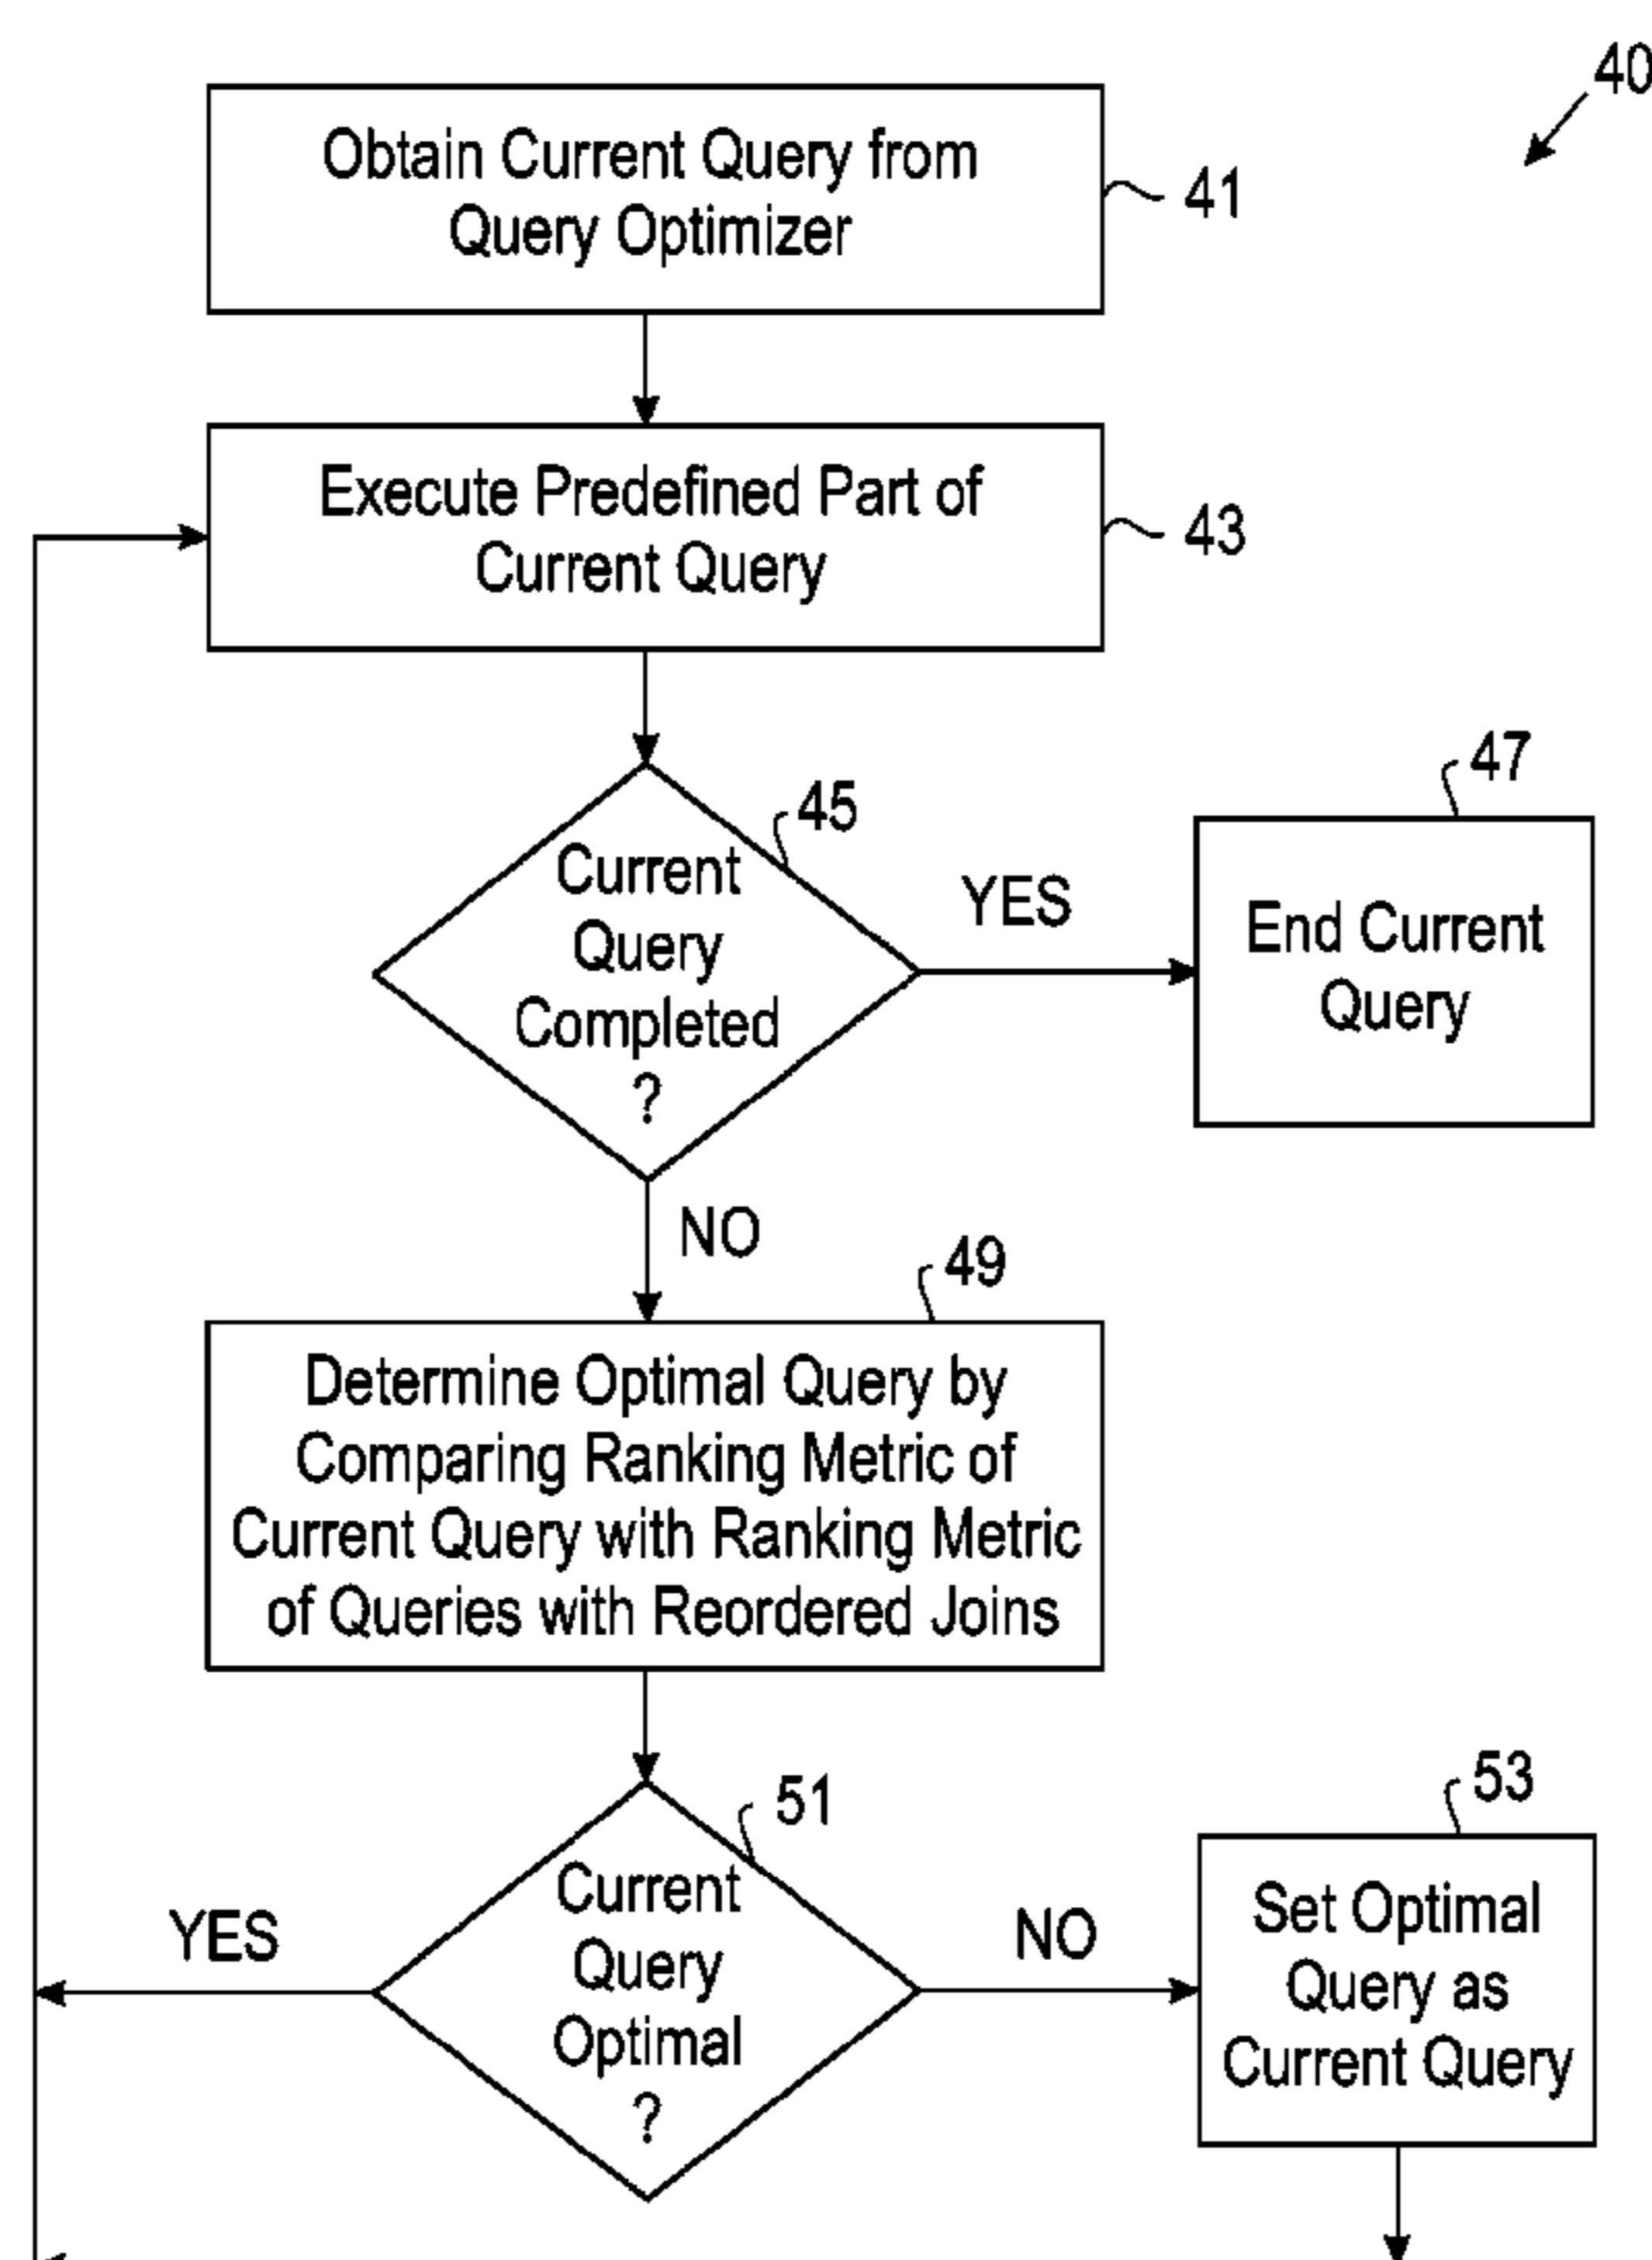 40
Obtain Current Query from
Query Optimizer
41
Execute Predefined Part of
Current Query
43
45
Current
Query
Completed
?
YES
47
End Current
Query
NO
49
Determine Optimal Query by
Comparing Ranking Metric of
Current Query with Ranking Metric
of Queries with Reordered Joins
51
Current
Query
Optimal
?
YES
NO
53
Set Optimal
Query as
Current Query